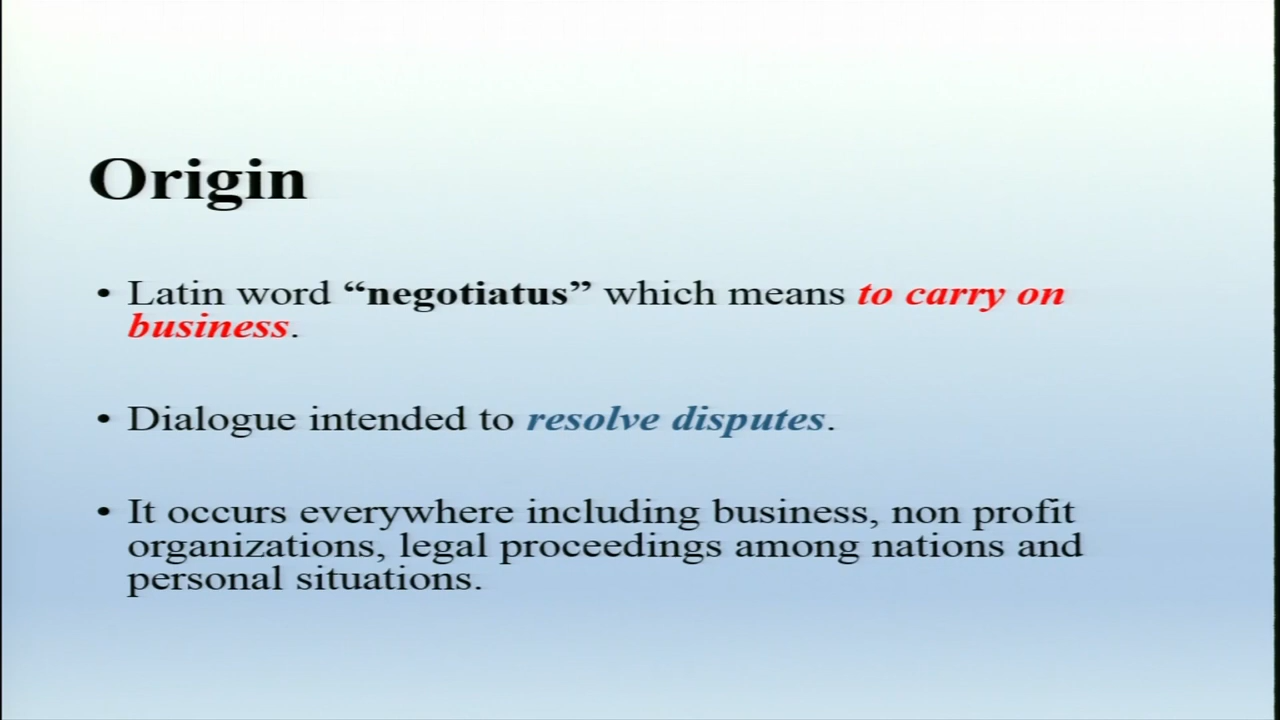 Origin
• Latin word “negotiatus” which means to carry on
business.
• Dialogue intended to resolve disputes.
• It occurs everywhere including business, non profit
organizations, legal proceedings among nations and
personal situations.